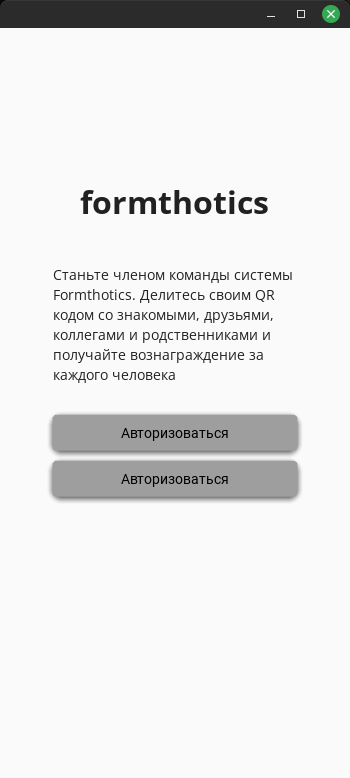 formthotics
Станьте членом команды системы
Formthotics. Делитесь своим QR
кодом со знакомыми, друзьями,
коллегами и родственниками и
получайте вознаграждение за
каждого человека
Авторизоваться
Авторизоваться